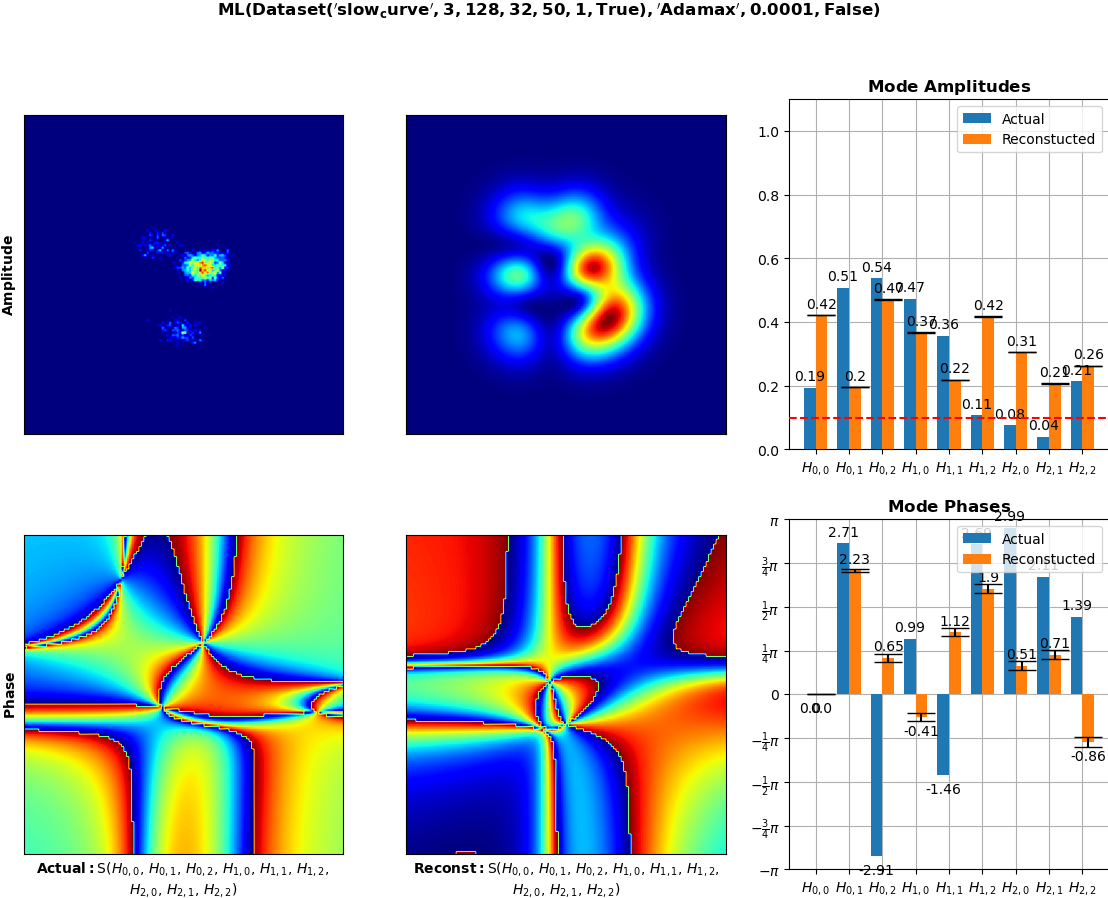 ML(Dataset('slow_curve', 3, 128, 32, 50, 1, True), 'Adamax', 0.0001, False)
Amplitude
Mode Amplitudes
Actual
Reconstucted
1.0
0.8
0.6
0.4
0.2
0.0
0.19 0.51 0.54 0.47 0.36 0.11 0.08 0.04 0.21
0.42 0.2 0.47 0.37 0.22 0.42 0.31 0.21 0.26
H0,0 H0,1 H0,2 H1,0 H1,1 H1,2 H2,0 H2,1 H2,2
Phase
Actual: S(H0,0, H0,1, H0,2, H1,0, H1,1, H1,2,
H2,0, H2,1, H2,2)
Reconst: S(H0,0, H0,1, H0,2, H1,0, H1,1, H1,2,
H2,0, H2,1, H2,2)
Mode Phases
Actual
Reconstucted
π
3/4π
1/2π
1/4π
0
−1/4π
−1/2π
−3/4π
−π
0.0 2.71 -2.91 0.99 -1.46 2.69 2.99 2.11 1.39
0.0 2.23 0.65 -0.41 1.12 1.9 0.51 0.71 -0.86
H0,0 H0,1 H0,2 H1,0 H1,1 H1,2 H2,0 H2,1 H2,2